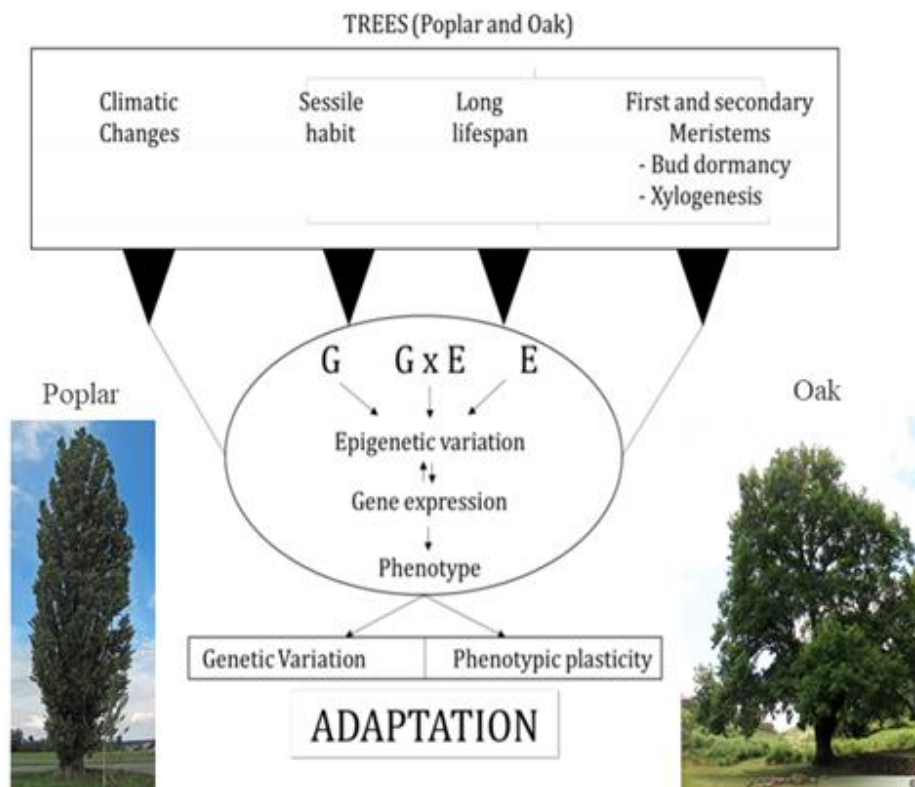 TREES (Poplar and Oak)
Climatic
Changes
Sessile
habit
Long
lifespan
First and secondary
Meristems
- Bud dormancy
- Xylogenesis
G
G x E
E
Epigenetic variation
Gene expression
Phenotype
Poplar
Oak
Genetic Variation
Phenotypic plasticity
ADAPTATION